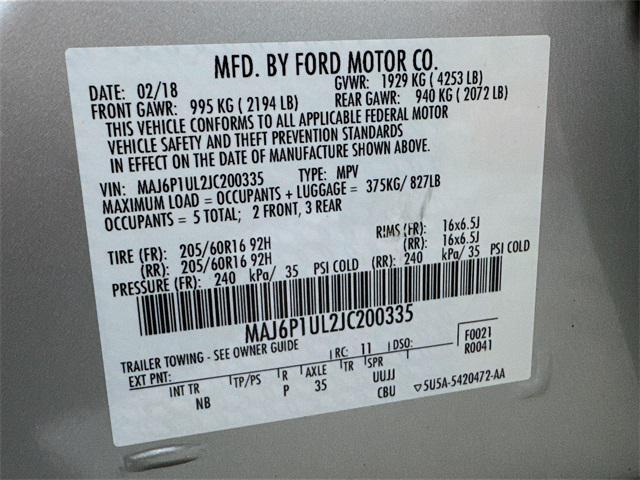 MFD. BY FORD MOTOR CO.
DATE: 02/18 GVWR: 1929 KG ( 4253 LB)
FRONT GAWR: 995 KG ( 2194 LB) REAR GAWR: 940 KG ( 2072 LB)
THIS VEHICLE CONFORMS TO ALL APPLICABLE FEDERAL MOTOR
VEHICLE SAFETY AND THEFT PREVENTION STANDARDS
IN EFFECT ON THE DATE OF MANUFACTURE SHOWN ABOVE.
VIN: MAJ6P1UL2JC200335 TYPE: MPV
MAXIMUM LOAD = OCCUPANTS + LUGGAGE = 375KG/ 827LB
OCCUPANTS = 5 TOTAL; 2 FRONT, 3 REAR
TIRE (FR): 205/60R16 92H RIMS (FR): 16x6.5J
(RR): 205/60R16 92H (RR): 16x6.5J
PRESSURE (FR): 240 kPa/ 35 PSI COLD (RR): 240 kPa/ 35 PSI COLD
MAJ6P1UL2JC200335
TRAILER TOWING - SEE OWNER GUIDE F0021
EXT PNT: RC: 11 DSO: R0041
INT TR TP/PS R AXLE TR SPR
NB P 35 UUJJ
CBU ▽5U5A-5420472-AA